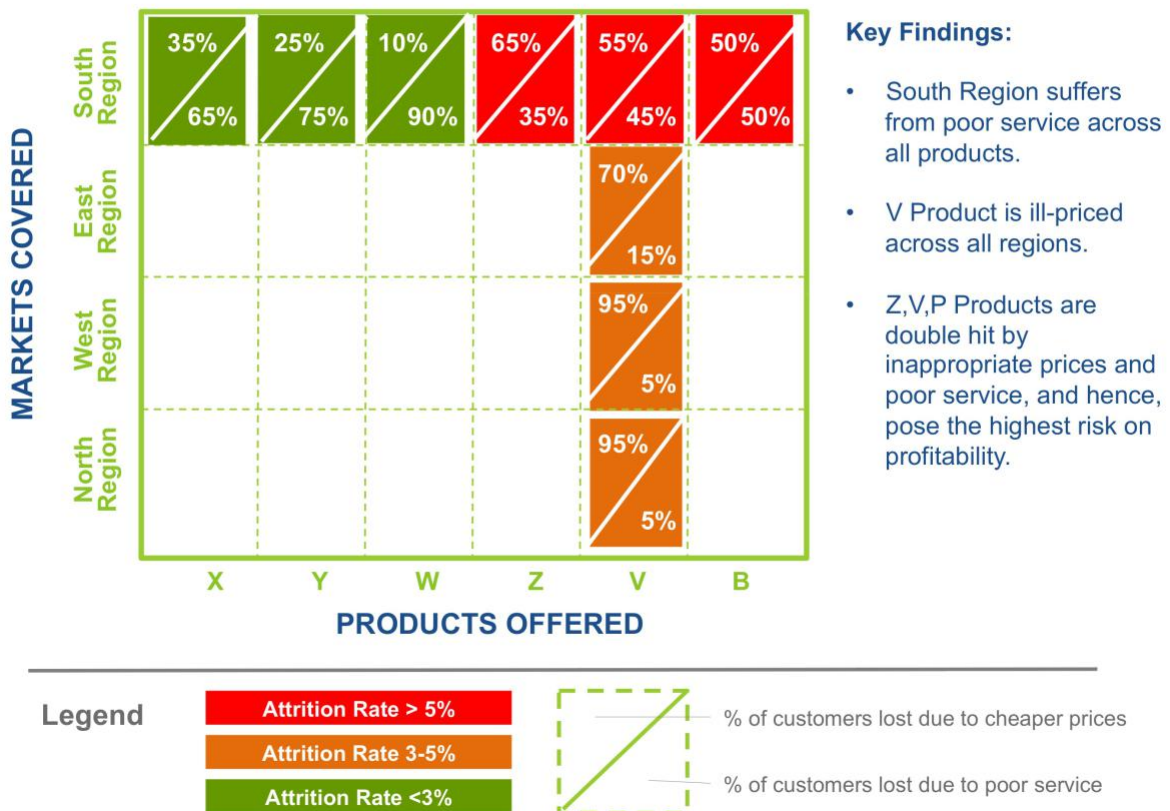 35%
65%
25%
75%
10%
90%
65%
35%
55%
45%
50%
50%
70%
15%
95%
5%
95%
5%
MARKETS COVERED
South
Region
East
Region
West
Region
North
Region
X
Y
W
Z
V
B
PRODUCTS OFFERED
Key Findings:
• South Region suffers
from poor service across
all products.
• V Product is ill-priced
across all regions.
• Z,V,P Products are
double hit by
inappropriate prices and
poor service, and hence,
pose the highest risk on
profitability.
Legend
Attrition Rate > 5%
Attrition Rate 3-5%
Attrition Rate <3%
% of customers lost due to cheaper prices
% of customers lost due to poor service